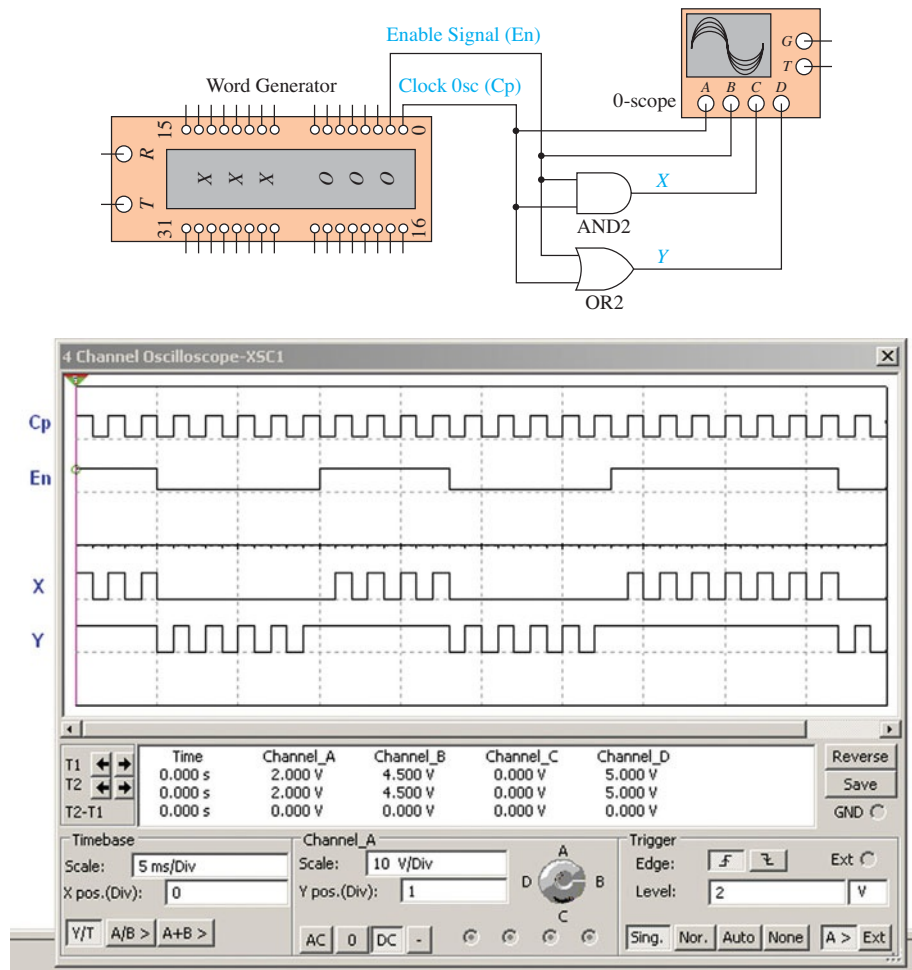 Enable Signal (En)
Word Generator
Clock 0sc (Cp)
0-scope
G
T
A B C D
15
0
R
T
X X X O O O
31
16
X
AND2
Y
OR2
4 Channel Oscilloscope-XSC1
Cp
En
X
Y
T1
T2
T2-T1
Time Channel_A Channel_B Channel_C Channel_D
0.000 s 2.000 V 4.500 V 0.000 V 5.000 V
0.000 s 2.000 V 4.500 V 0.000 V 5.000 V
0.000 s 0.000 V 0.000 V 0.000 V 0.000 V
Reverse
Save
GND
Timebase
Scale: 5 ms/Div
X pos.(Div): 0
Y/T A/B > A+B >
Channel_A
Scale: 10 V/Div
Y pos.(Div): 1
AC 0 DC -
A
D B
C
Trigger
Edge: Ext
Level: 2 V
Sing. Nor. Auto None A > Ext